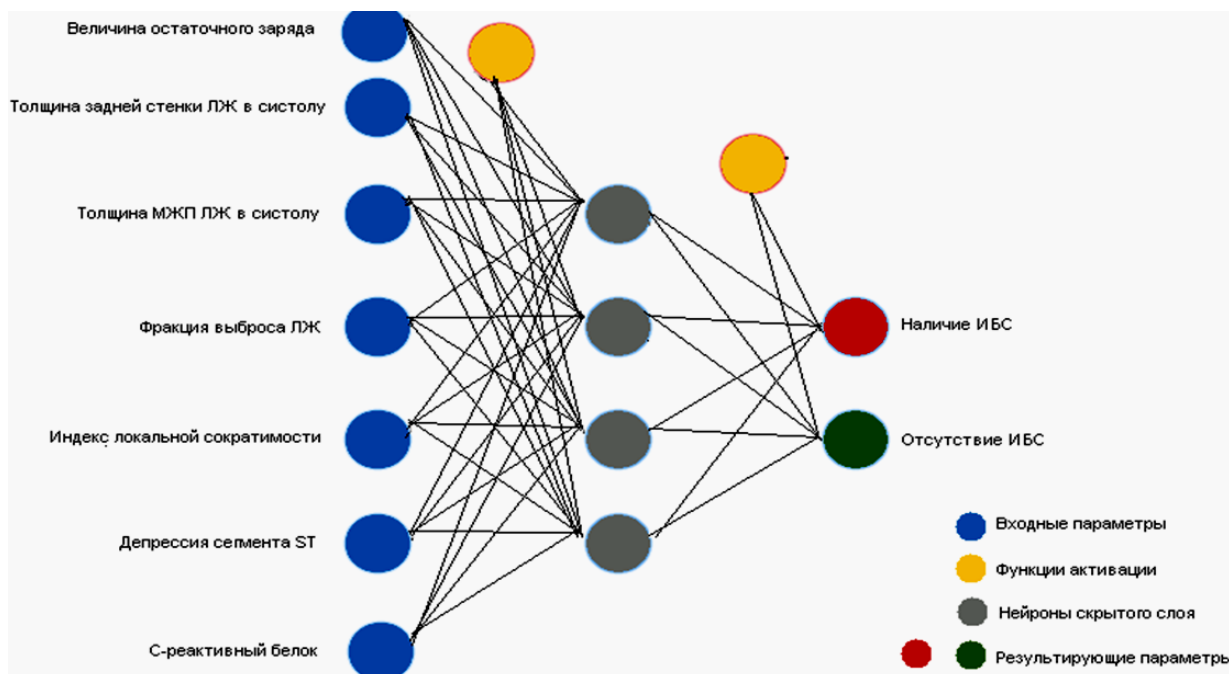 Величина остаточного заряда
Толщина задней стенки ЛЖ в систолу
Толщина МЖП ЛЖ в систолу
Фракция выброса ЛЖ
Индекс локальной сократимости
Депрессия сегмента ST
С-реактивный белок
Наличие ИБС
Отсутствие ИБС
Входные параметры
Функции активации
Нейроны скрытого слоя
Результирующие параметры